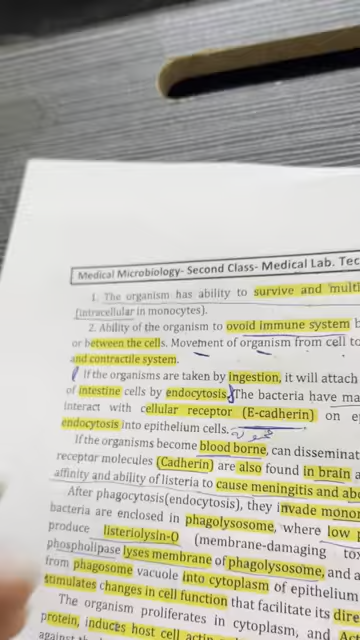 Medical Microbiology- Second Class- Medical Lab. Tec
1. The organism has ability to survive and multi
(intracellular in monocytes).
2. Ability of the organism to ovoid immune system b
or between the cells. Movement of organism from cell to
and contractile system.
If the organisms are taken by Ingestion, it will attach
of intestine cells by endocytosis. The bacteria have ma
interact with cellular receptor (E-cadherin) on e
endocytosis into epithelium cells.
If the organisms become blood borne, can disseminat
receptor molecules (Cadherin) are also found in brain a
affinity and ability of listeria to cause meningitis and abo
After phagocytosis(endocytosis), they invade mono
bacteria are enclosed in phagolysosome, where low p
produce listeriolysin-O (membrane-damaging tox
phospholipase lyses membrane of phagolysosome, and a
from phagosome vacuole into cytoplasm of epithelium
stimulates changes in cell function that facilitate its dire
The organism proliferates in cytoplasm, and
protein, induces host cell actin
against the